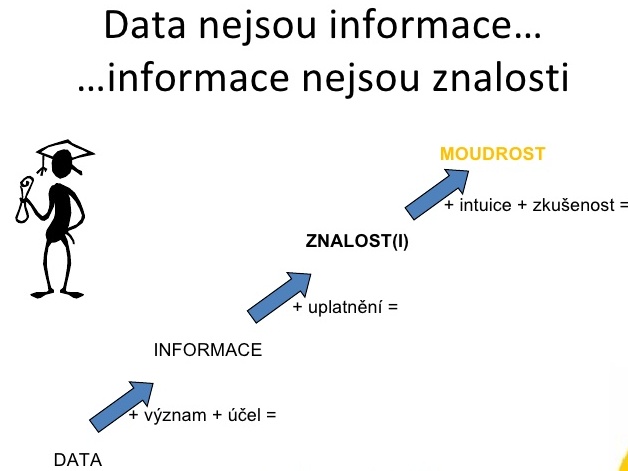 Data nejsou informace…
…informace nejsou znalosti
MOUDROST
+ intuice + zkušenost =
ZNALOST(I)
+ uplatnění =
INFORMACE
+ význam + účel =
DATA